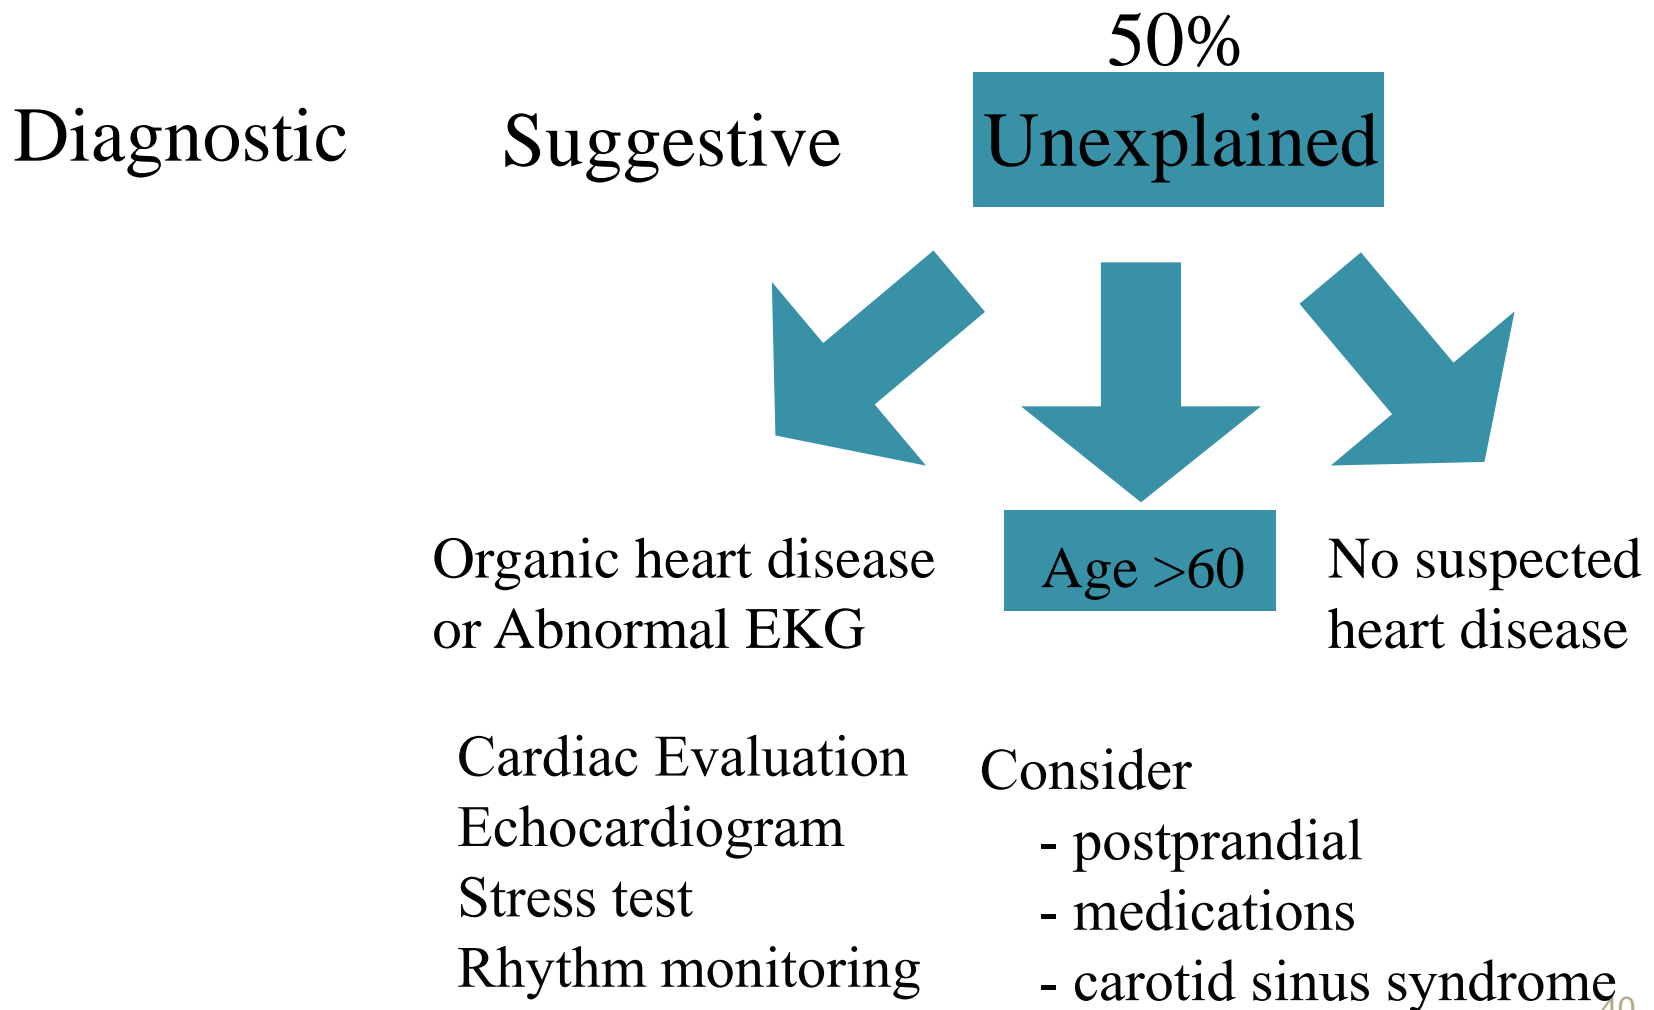 50%
Diagnostic
Suggestive
Unexplained
Organic heart disease
or Abnormal EKG
Age >60
No suspected
heart disease
Cardiac Evaluation
Echocardiogram
Stress test
Rhythm monitoring
Consider
- postprandial
- medications
- carotid sinus syndrome
40